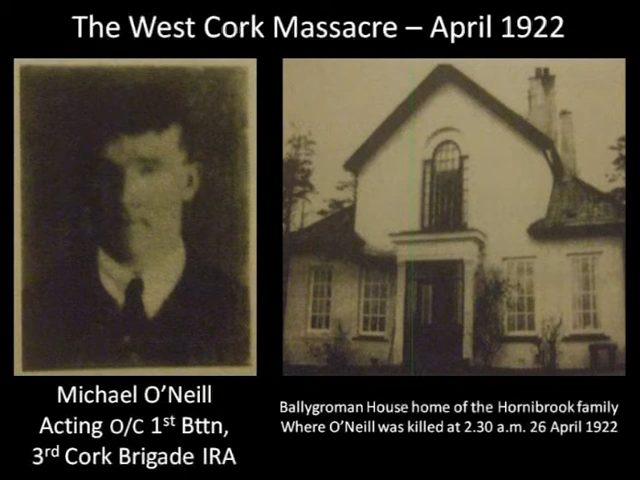 The West Cork Massacre – April 1922
Michael O’Neill
Acting O/C 1st Bttn,
3rd Cork Brigade IRA
Ballygroman House home of the Hornibrook family
Where O’Neill was killed at 2.30 a.m. 26 April 1922